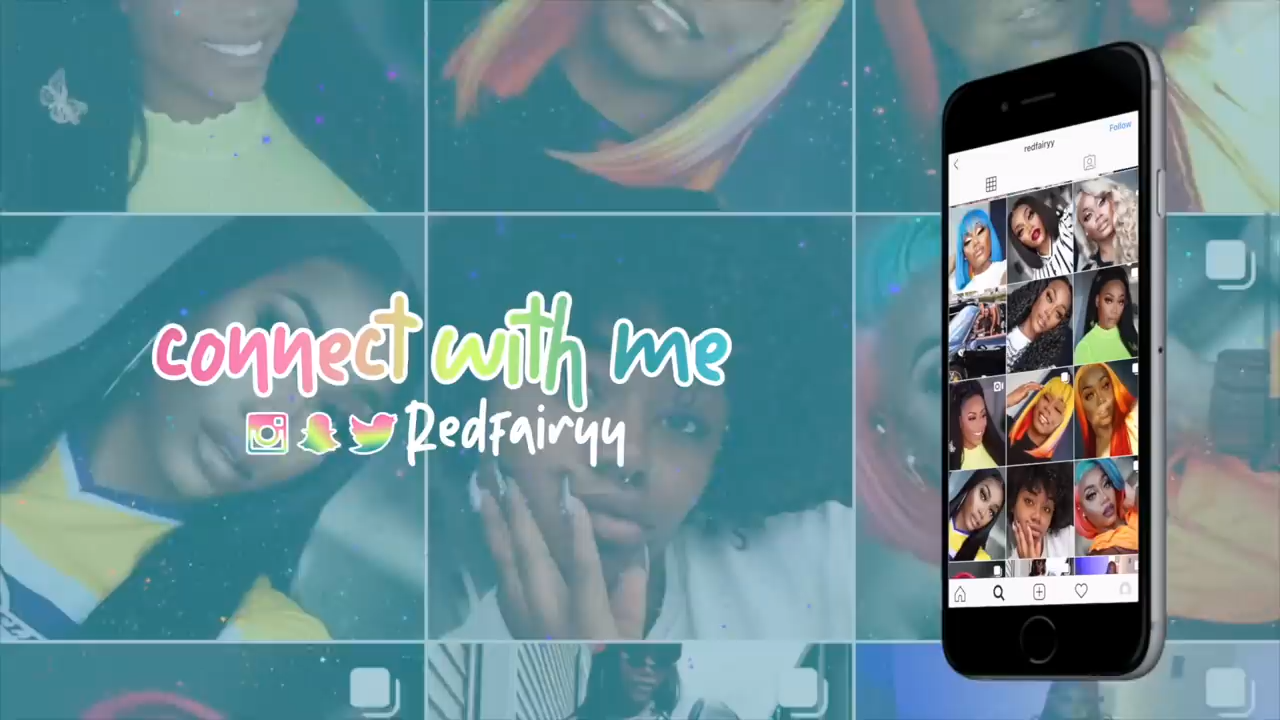 connect with me
RedFairyy
redfairyy
Follow